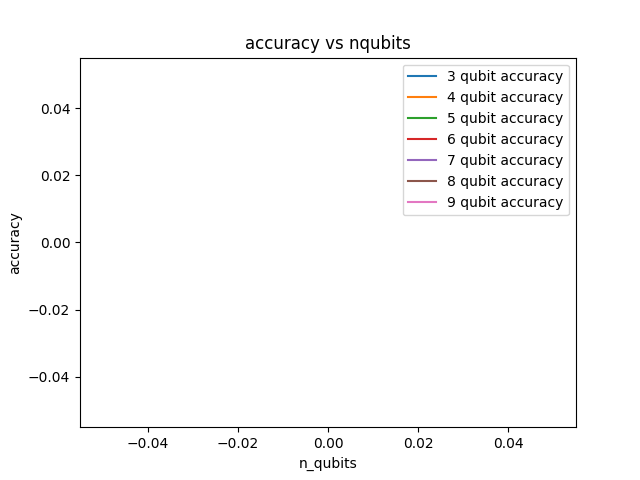 accuracy vs nqubits
3 qubit accuracy
4 qubit accuracy
5 qubit accuracy
6 qubit accuracy
7 qubit accuracy
8 qubit accuracy
9 qubit accuracy
accuracy
0.04
0.02
0.00
−0.02
−0.04
−0.04 −0.02 0.00 0.02 0.04
n_qubits